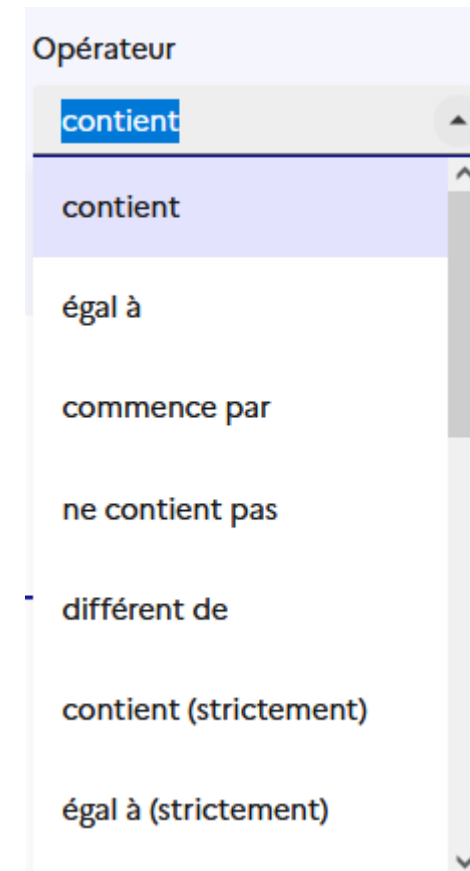 Opérateur
contient
contient
égal à
commence par
ne contient pas
différent de
contient (strictement)
égal à (strictement)